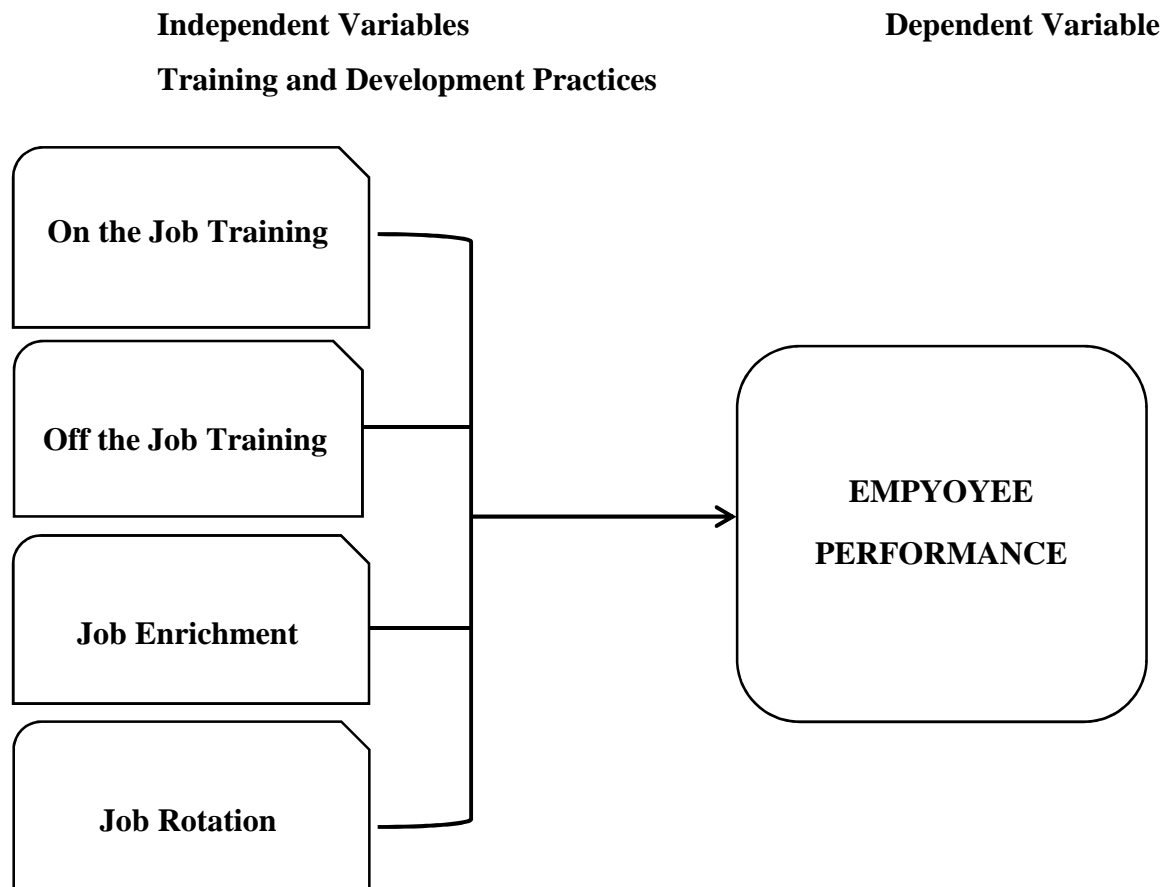 Independent Variables
Dependent Variable
Training and Development Practices
On the Job Training
Off the Job Training
EMPYOYEE
PERFORMANCE
Job Enrichment
Job Rotation